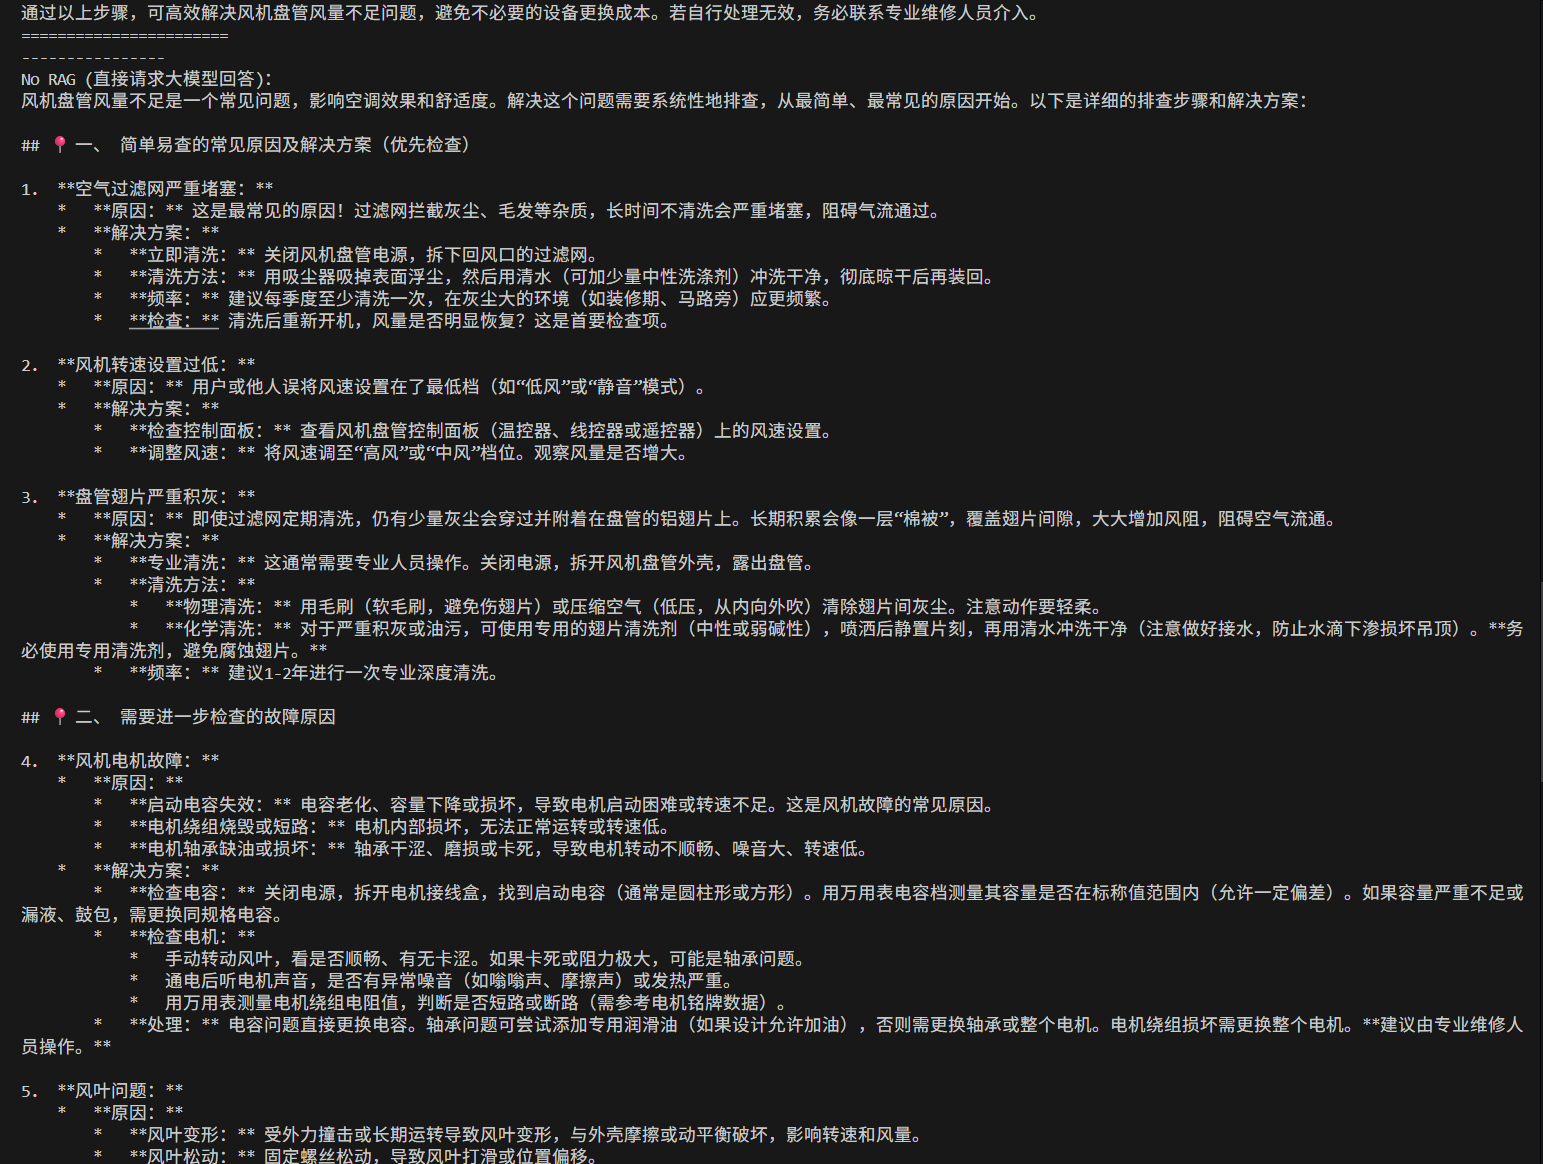 通过以上步骤，可高效解决风机盘管风量不足问题，避免不必要的设备更换成本。若自行处理无效，务必联系专业维修人员介入。
=======================
----------------
No RAG (直接请求大模型回答)：
风机盘管风量不足是一个常见问题，影响空调效果和舒适度。解决这个问题需要系统性地排查，从最简单、最常见的原因开始。以下是详细的排查步骤和解决方案：
## 📍 一、 简单易查的常见原因及解决方案（优先检查）
1. **空气过滤网严重堵塞：**
* **原因：** 这是最常见的原因！过滤网拦截灰尘、毛发等杂质，长时间不清洗会严重堵塞，阻碍气流通过。
* **解决方案：**
* **立即清洗：** 关闭风机盘管电源，拆下回风口的过滤网。
* **清洗方法：** 用吸尘器吸掉表面浮尘，然后用清水（可加少量中性洗涤剂）冲洗干净，彻底晾干后再装回。
* **频率：** 建议每季度至少清洗一次，在灰尘大的环境（如装修期、马路旁）应更频繁。
* **检查：** 清洗后重新开机，风量是否明显恢复？这是首要检查项。
2. **风机转速设置过低：**
* **原因：** 用户或他人误将风速设置在了最低档（如“低风”或“静音”模式）。
* **解决方案：**
* **检查控制面板：** 查看风机盘管控制面板（温控器、线控器或遥控器）上的风速设置。
* **调整风速：** 将风速调至“高风”或“中风”档位。观察风量是否增大。
3. **盘管翅片严重积灰：**
* **原因：** 即使过滤网定期清洗，仍有少量灰尘会穿过并附着在盘管的铝翅片上。长期积累会像一层“棉被”，覆盖翅片间隙，大大增加风阻，阻碍空气流通。
* **解决方案：**
* **专业清洗：** 这通常需要专业人员操作。关闭电源，拆开风机盘管外壳，露出盘管。
* **清洗方法：**
* **物理清洗：** 用毛刷（软毛刷，避免伤翅片）或压缩空气（低压，从内向外吹）清除翅片间灰尘。注意动作要轻柔。
* **化学清洗：** 对于严重积灰或油污，可使用专用的翅片清洗剂（中性或弱碱性），喷洒后静置片刻，再用清水冲洗干净（注意做好接水，防止水滴下渗损坏吊顶）。**务
必使用专用清洗剂，避免腐蚀翅片。**
* **频率：** 建议1-2年进行一次专业深度清洗。
## 📍 二、 需要进一步检查的故障原因
4. **风机电机故障：**
* **原因：**
* **启动电容失效：** 电容老化、容量下降或损坏，导致电机启动困难或转速不足。这是风机故障的常见原因。
* **电机绕组烧毁或短路：** 电机内部损坏，无法正常运转或转速低。
* **电机轴承缺油或损坏：** 轴承干涩、磨损或卡死，导致电机转动不顺畅、噪音大、转速低。
* **解决方案：**
* **检查电容：** 关闭电源，拆开电机接线盒，找到启动电容（通常是圆柱形或方形）。用万用表电容档测量其容量是否在标称值范围内（允许一定偏差）。如果容量严重不足或
漏液、鼓包，需更换同规格电容。
* **检查电机：**
* 手动转动风叶，看是否顺畅、有无卡涩。如果卡死或阻力极大，可能是轴承问题。
* 通电后听电机声音，是否有异常噪音（如嗡嗡声、摩擦声）或发热严重。
* 用万用表测量电机绕组电阻值，判断是否短路或断路（需参考电机铭牌数据）。
* **处理：** 电容问题直接更换电容。轴承问题可尝试添加专用润滑油（如果设计允许加油），否则需更换轴承或整个电机。电机绕组损坏需更换整个电机。**建议由专业维修人
员操作。**
5. **风叶问题：**
* **原因：**
* **风叶变形：** 受外力撞击或长期运转导致风叶变形，与外壳摩擦或动平衡破坏，影响转速和风量。
* **风叶松动：** 固定螺丝松动，导致风叶打滑或位置偏移。